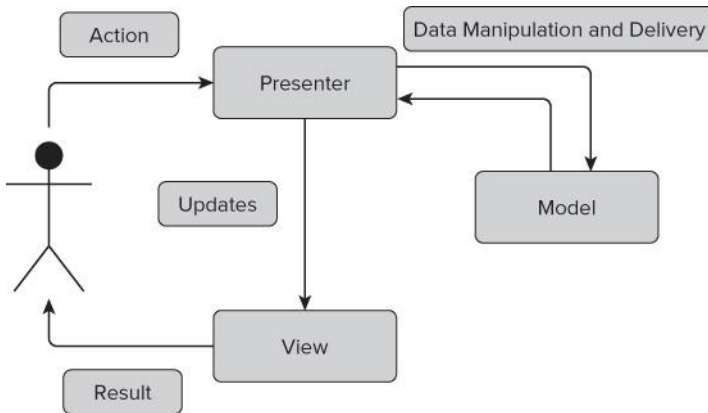 Action
Data Manipulation and Delivery
Presenter
Updates
Model
View
Result